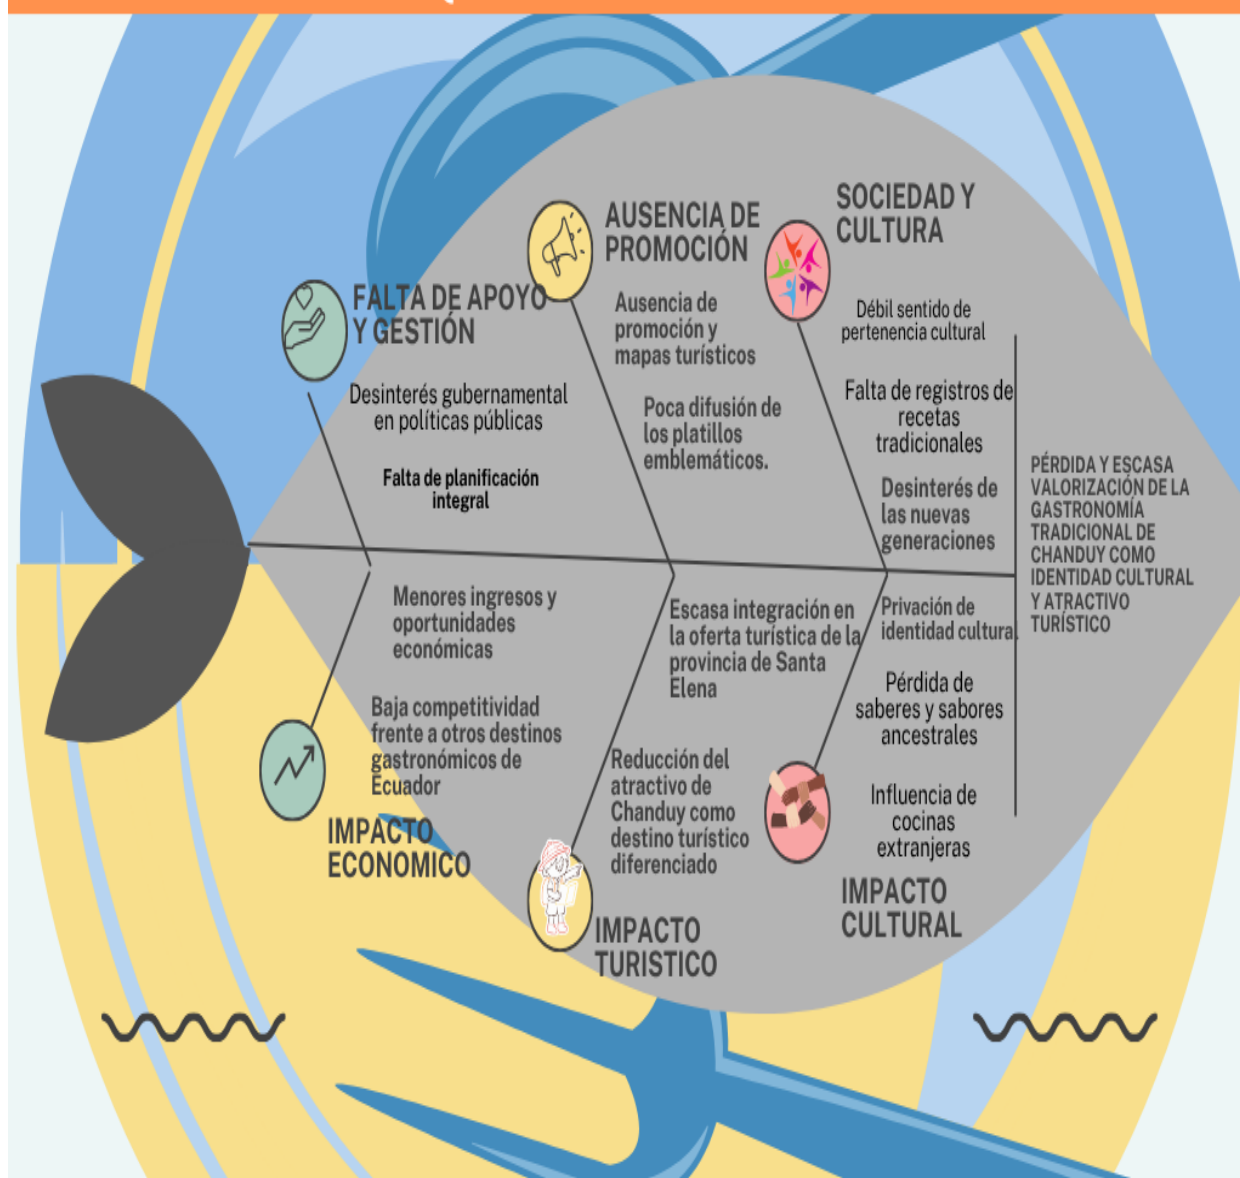 FALTA DE APOYO
Y GESTIÓN
Desinterés gubernamental
en políticas públicas
Falta de planificación
integral
AUSENCIA DE
PROMOCIÓN
Ausencia de
promoción y
mapas turísticos
Poca difusión de
los platillos
emblemáticos.
SOCIEDAD Y
CULTURA
Débil sentido de
pertenencia cultural
Falta de registros de
recetas
tradicionales
Desinterés de
las nuevas
generaciones
PÉRDIDA Y ESCASA
VALORIZACIÓN DE LA
GASTRONOMÍA
TRADICIONAL DE
CHANDUY COMO
IDENTIDAD CULTURAL
Y ATRACTIVO
TURÍSTICO
Menores ingresos y
oportunidades
económicas
Baja competitividad
frente a otros destinos
gastronómicos de
Ecuador
IMPACTO
ECONOMICO
Escasa integración en
la oferta turística de la
provincia de Santa
Elena
Reducción del
atractivo de
Chanduy como
destino turístico
diferenciado
IMPACTO
TURISTICO
Privación de
identidad cultural
Pérdida de
saberes y sabores
ancestrales
Influencia de
cocinas
extranjeras
IMPACTO
CULTURAL